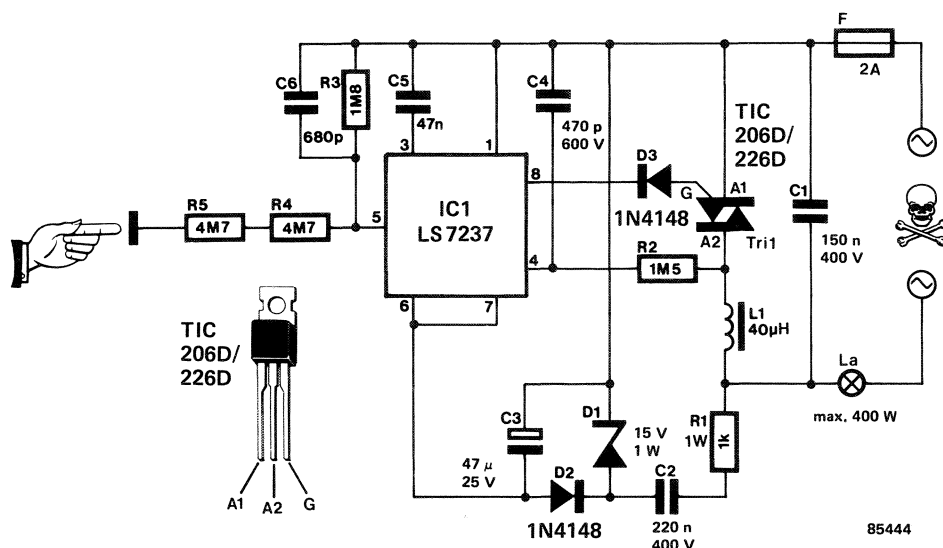 F
2A
C6
680p
R3
1M8
C5
47n
C4
470 p
600 V
TIC
206D/
226D
3
1
8
D3
1N4148
G
A1
A2
Tri1
C1
150 n
400 V
R5
4M7
R4
4M7
5
IC1
LS7237
4
R2
1M5
6
7
L1
40μH
TIC
206D/
226D
A1
A2
G
La
max. 400 W
C3
47 μ
25 V
D1
15 V
1 W
R1
1W
1k
D2
1N4148
C2
220 n
400 V
85444